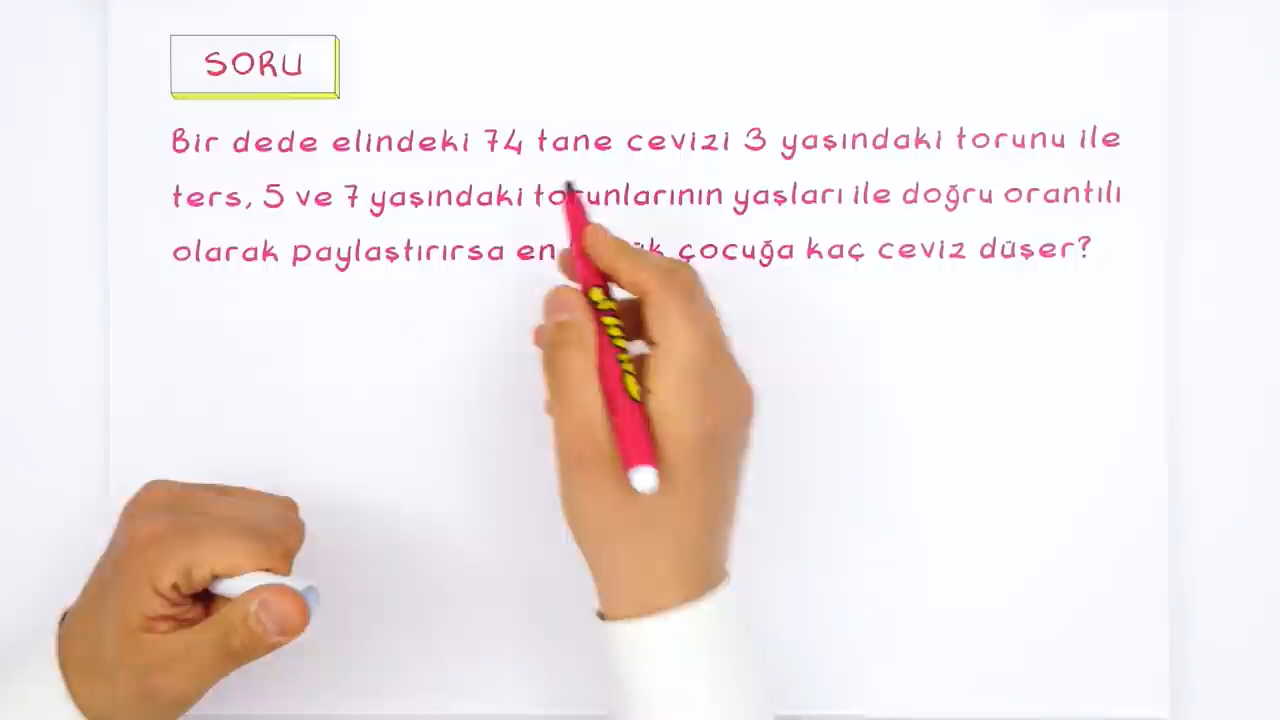 SORU
Bir dede elindeki 74 tane cevizi 3 yaşındaki torunu ile
ters, 5 ve 7 yaşındaki torunlarının yaşları ile doğru orantılı
olarak paylaştırırsa en çocuğa kaç ceviz düşer?